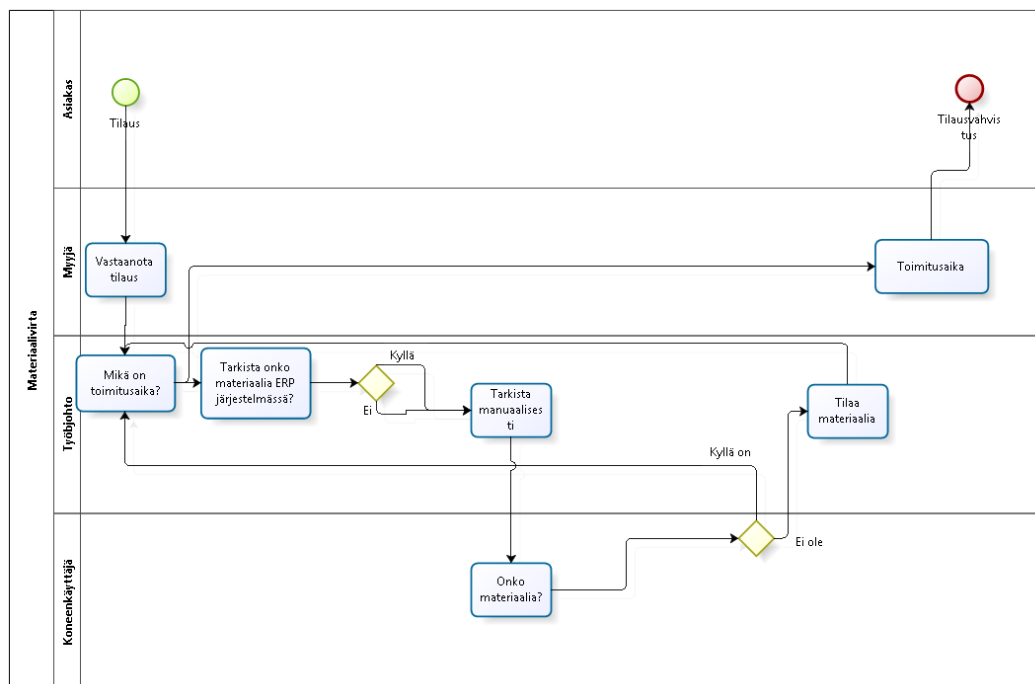 Materiaalivirta
Asiakas
Tilaus
Tilausvahvis
tus
Myyjä
Vastaanota
tilaus
Toimitusaika
Työbjohto
Mikä on
toimitusaika?
Tarkista onko
materiaalia ERP
järjestelmässä?
Kyllä
Ei
Tarkista
manuaalises
ti
Tilaa
materiaalia
Kyllä on
Koneenkäyttäjä
Onko
materiaalia?
Ei ole